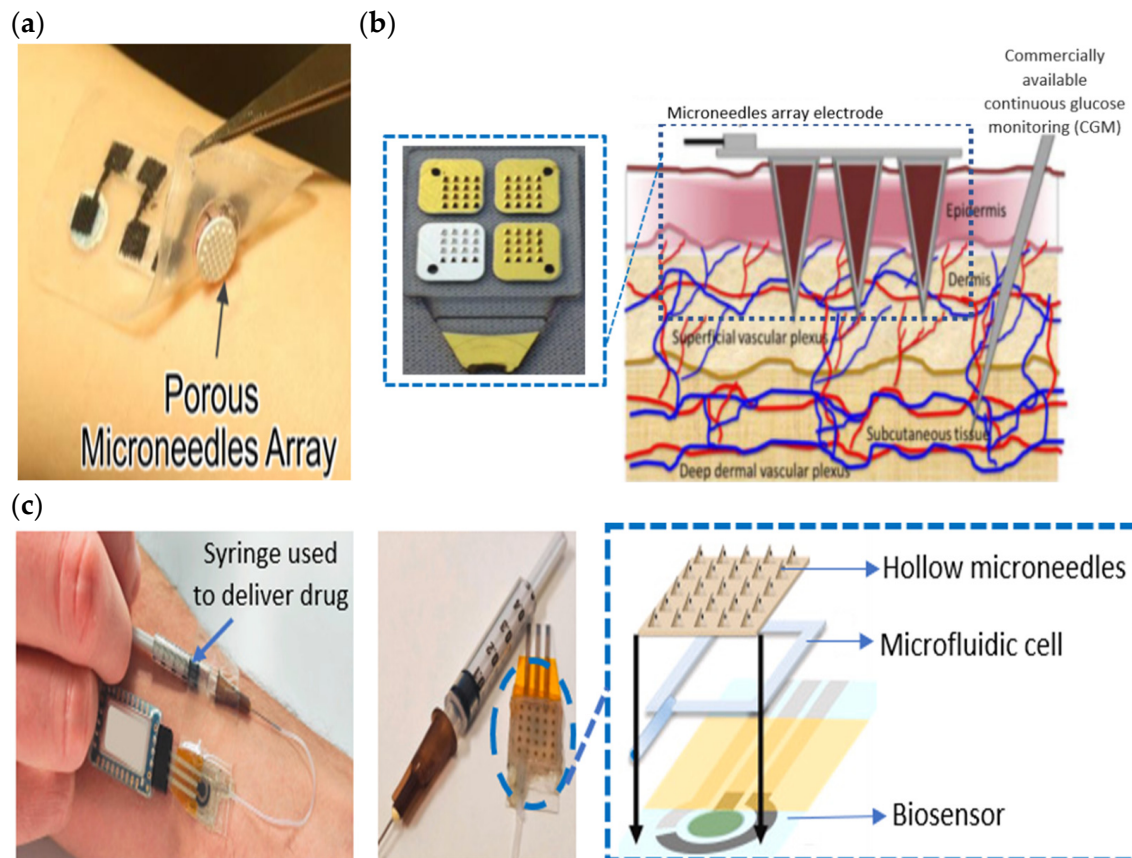 (a)
Porous
Microneedles Array
(b)
Commercially
available
continuous glucose
monitoring (CGM)
Microneedles array electrode
Epidermis
Dermis
Superficial vascular plexus
Subcutaneous tissue
Deep dermal vascular plexus
(c)
Syringe used
to deliver drug
Hollow microneedles
Microfluidic cell
Biosensor